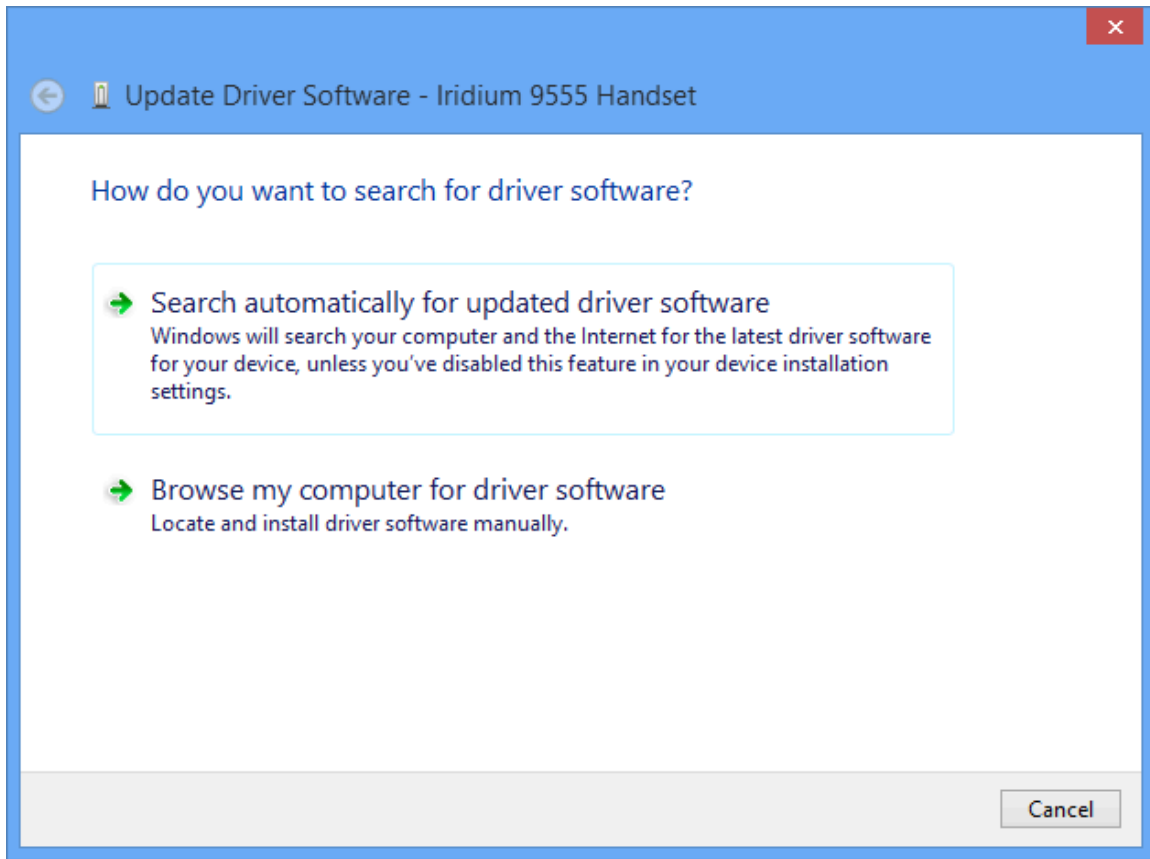 Update Driver Software - Iridium 9555 Handset
How do you want to search for driver software?
Search automatically for updated driver software
Windows will search your computer and the Internet for the latest driver software
for your device, unless you've disabled this feature in your device installation
settings.
Browse my computer for driver software
Locate and install driver software manually.
Cancel